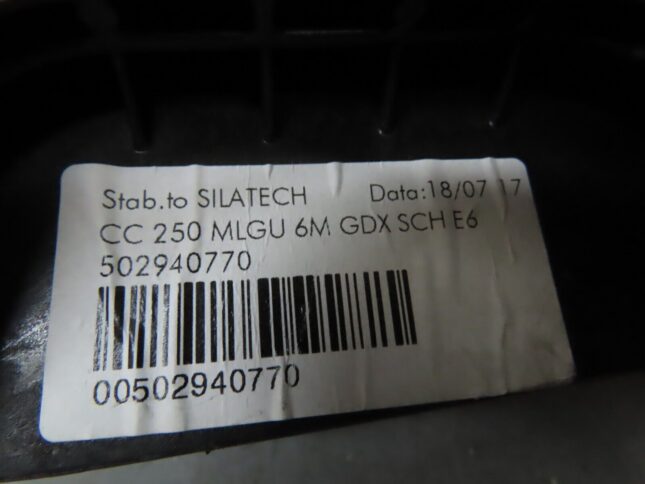 Stab.to SILATECH Data:18/07 17
CC 250 MLGU 6M GDX SCH E6
502940770
00502940770